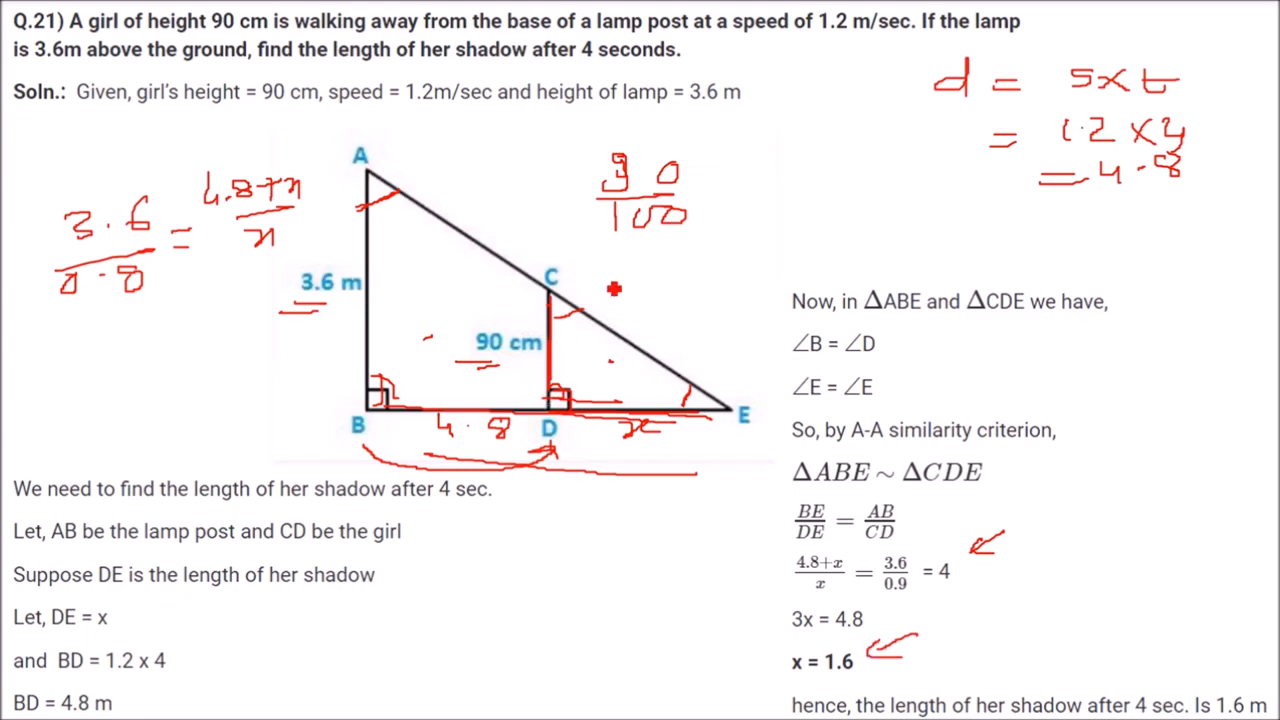 Q.21) A girl of height 90 cm is walking away from the base of a lamp post at a speed of 1.2 m/sec. If the lamp
is 3.6m above the ground, find the length of her shadow after 4 seconds.
Soln.: Given, girl's height = 90 cm, speed = 1.2m/sec and height of lamp = 3.6 m
d = s×t
= 1.2 × 4
= 4.8
A
90/100
3.6/0.9 = 4.8+x/x
C
3.6 m
90 cm
B
4.8
D
x
E
We need to find the length of her shadow after 4 sec.
Let, AB be the lamp post and CD be the girl
Suppose DE is the length of her shadow
Let, DE = x
and BD = 1.2 x 4
BD = 4.8 m
Now, in ΔABE and ΔCDE we have,
∠B = ∠D
∠E = ∠E
So, by A-A similarity criterion,
ΔABE ~ ΔCDE
BE/DE = AB/CD
4.8+x/x = 3.6/0.9 = 4
3x = 4.8
x = 1.6
hence, the length of her shadow after 4 sec. Is 1.6 m